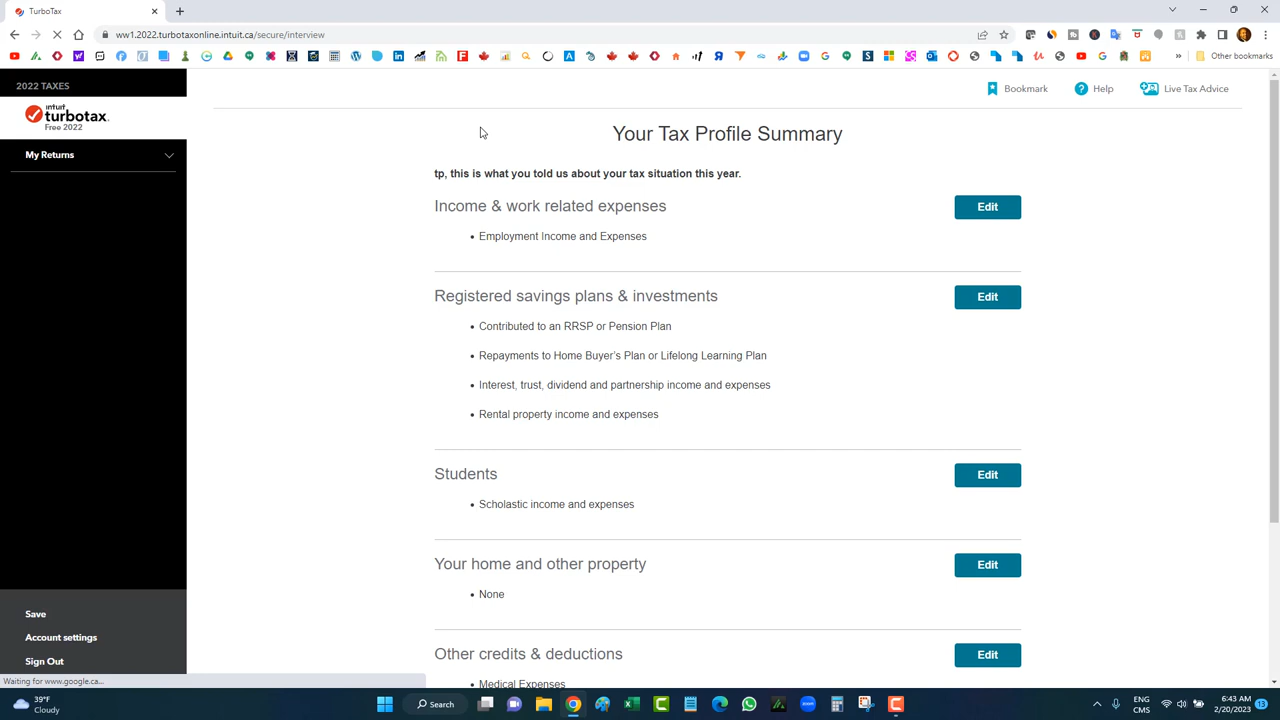 TurboTax
ww1.2022.turbotaxonline.intuit.ca/secure/interview
Other bookmarks
2022 TAXES
intuit
turbotax.
Free 2022
Bookmark
Help
Live Tax Advice
My Returns
Your Tax Profile Summary
tp, this is what you told us about your tax situation this year.
Income & work related expenses
Edit
• Employment Income and Expenses
Registered savings plans & investments
Edit
• Contributed to an RRSP or Pension Plan
• Repayments to Home Buyer's Plan or Lifelong Learning Plan
• Interest, trust, dividend and partnership income and expenses
• Rental property income and expenses
Students
Edit
• Scholastic income and expenses
Your home and other property
Edit
• None
Other credits & deductions
Edit
• Medical Expenses
Save
Account settings
Sign Out
Waiting for www.google.ca...
39°F
Cloudy
Search
ENG
CMS
6:43 AM
2/20/2023
13